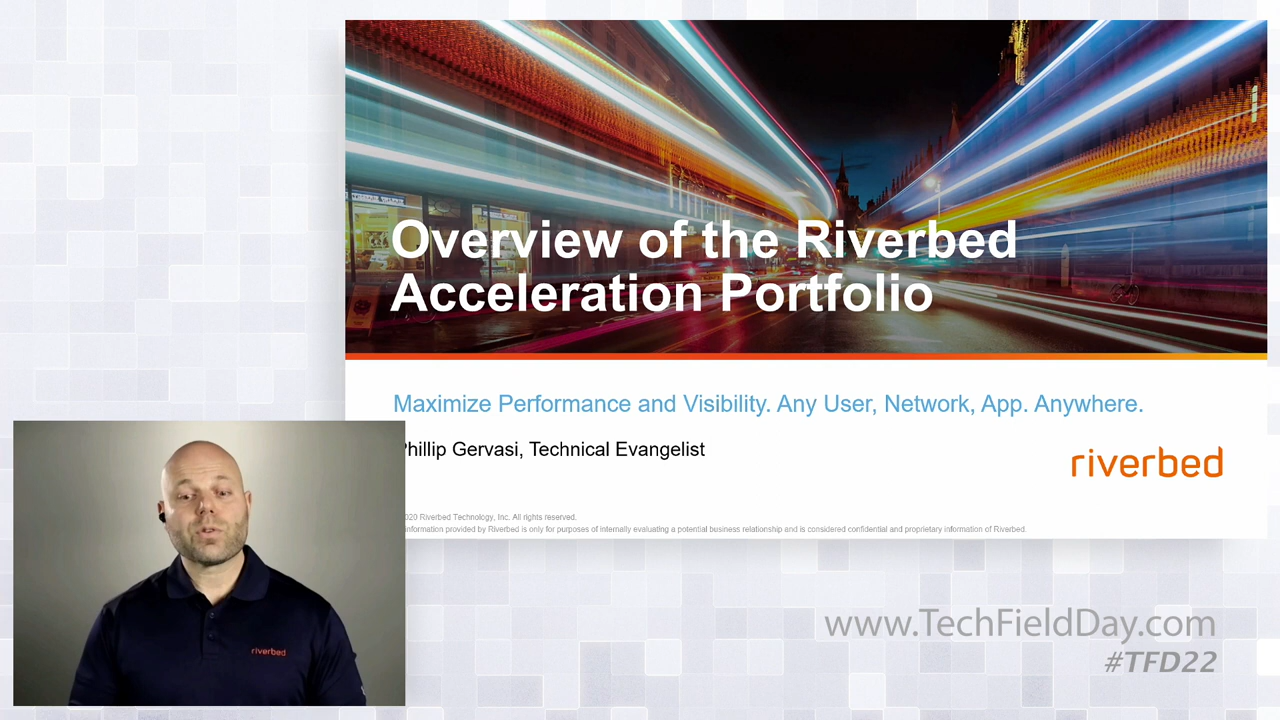 Overview of the Riverbed
Acceleration Portfolio
Maximize Performance and Visibility. Any User, Network, App. Anywhere.
Phillip Gervasi, Technical Evangelist
riverbed
2020 Riverbed Technology, Inc. All rights reserved.
information provided by Riverbed is only for purposes of internally evaluating a potential business relationship and is considered confidential and proprietary information of Riverbed.
riverbed
www.TechFieldDay.com
#TFD22